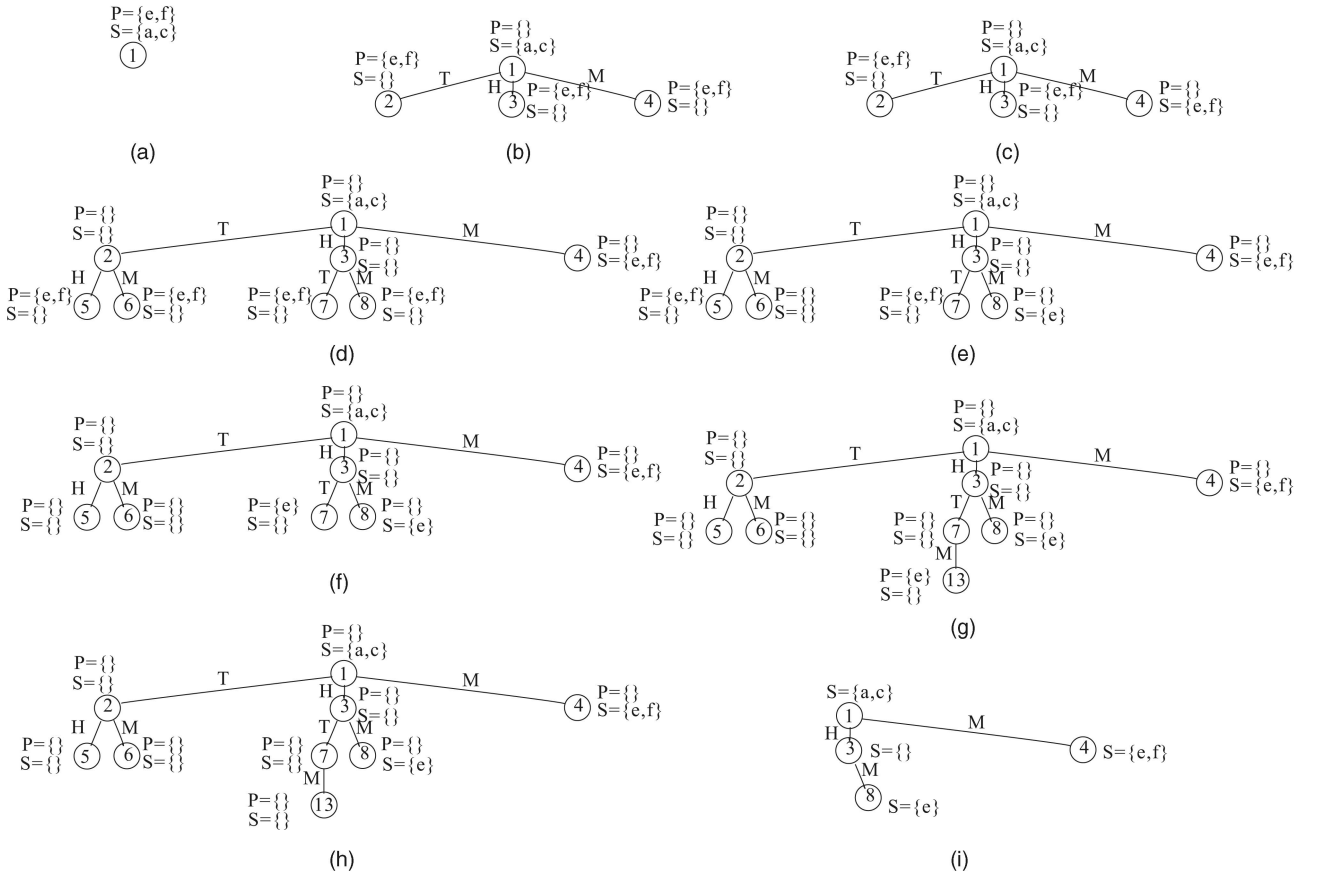 P={e,f}
S={a,c}
1
(a)
P={}
S={a,c}
1
P={e,f}
S={}
2
T
H
M
P={e,f}
3
S={}
4
P={e,f}
S={}
(b)
P={}
S={a,c}
1
P={e,f}
S={}
2
T
H
M
P={e,f}
3
S={}
4
P={}
S={e,f}
(c)
P={}
S={a,c}
1
P={}
S={}
2
T
H
M
P={}
3
S={}
4
P={}
S={e,f}
H
M
T
M
P={e,f}
S={}
5
6
P={e,f}
S={}
P={e,f}
S={}
7
8
P={e,f}
S={}
(d)
P={}
S={a,c}
1
P={}
S={}
2
T
H
M
P={}
3
S={}
4
P={}
S={e,f}
H
M
T
M
P={e,f}
S={}
5
6
P={}
S={}
P={e,f}
S={}
7
8
P={}
S={e}
(e)
P={}
S={a,c}
1
P={}
S={}
2
T
H
M
P={}
3
S={}
4
P={}
S={e,f}
H
M
T
M
P={}
S={}
5
6
P={}
S={}
P={e}
S={}
7
8
P={}
S={e}
(f)
P={}
S={a,c}
1
P={}
S={}
2
T
H
M
P={}
3
S={}
4
P={}
S={e,f}
H
M
T
M
P={}
S={}
5
6
P={}
S={}
P={}
S={}
7
8
P={}
S={e}
M
P={e}
S={}
13
(g)
P={}
S={a,c}
1
P={}
S={}
2
T
H
M
P={}
3
S={}
4
P={}
S={e,f}
H
M
T
M
P={}
S={}
5
6
P={}
S={}
P={}
S={}
7
8
P={}
S={e}
M
P={}
S={}
13
(h)
S={a,c}
1
M
H
3
S={}
4
S={e,f}
M
8
S={e}
(i)